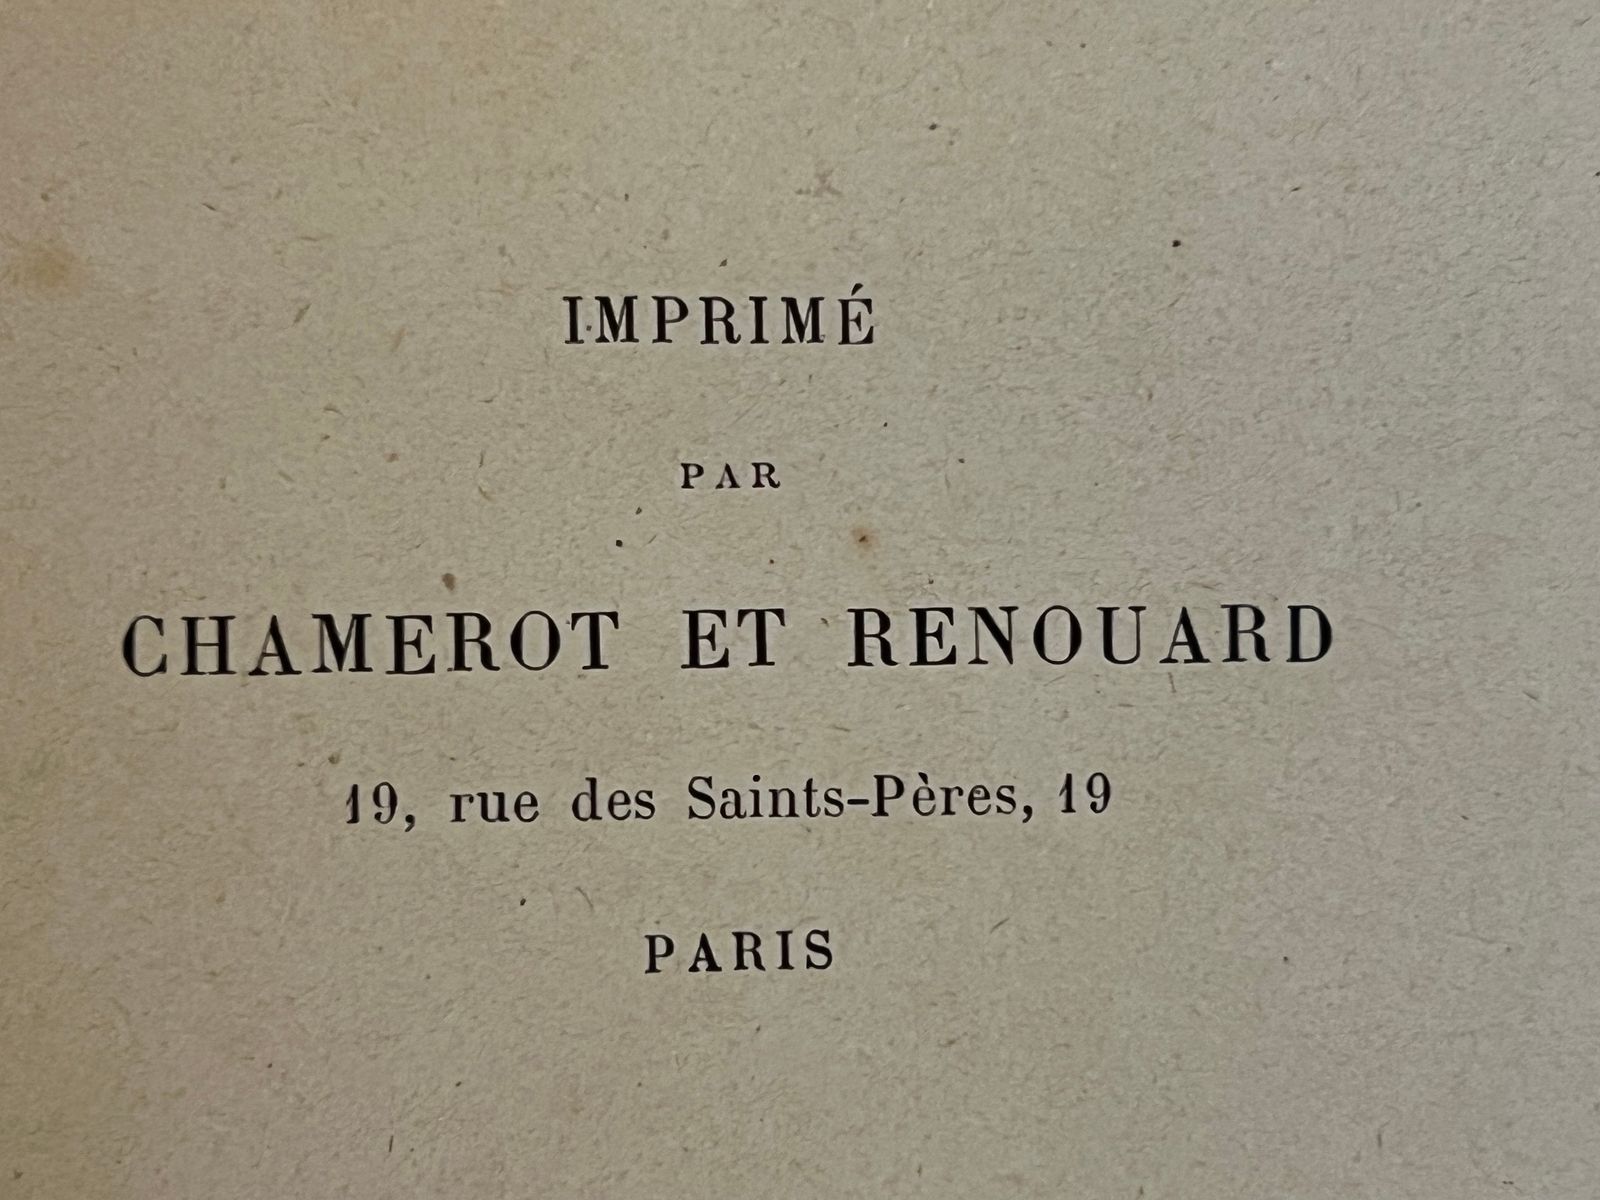 IMPRIMÉ
PAR
CHAMEROT ET RENOUARD
19, rue des Saints-Pères, 19
PARIS